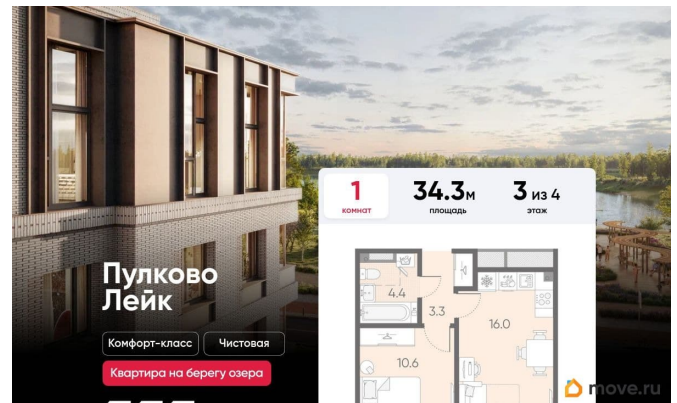 1
комнат
34.3м
площадь
3 из 4
этаж
Пулково
Лейк
Комфорт-класс
Чистовая
Квартира на берегу озера
4.4
3.3
16.0
10.6
move.ru